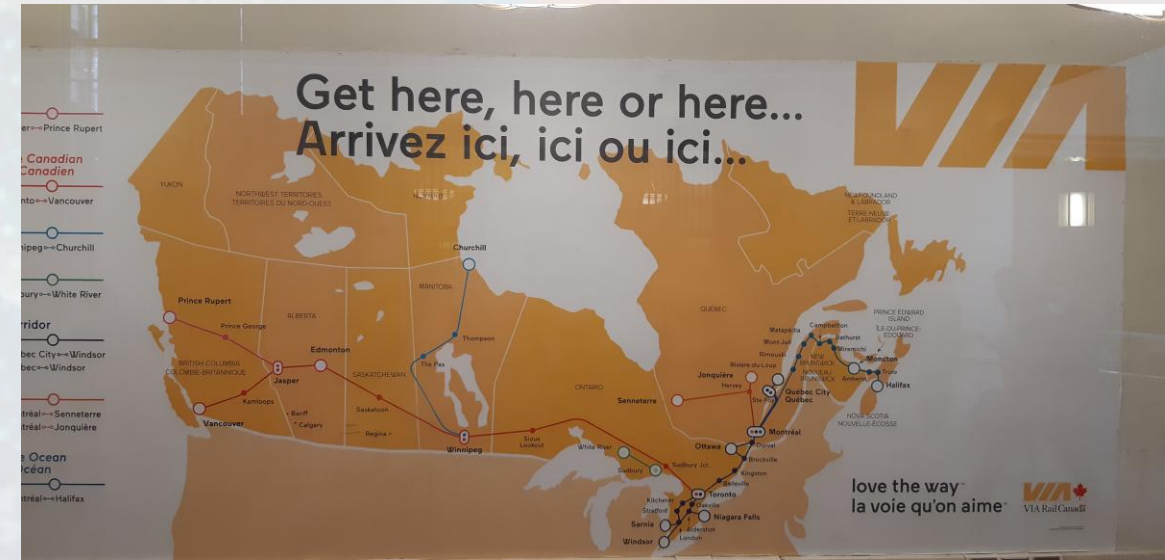 Get here, here or here...
Arrivez ici, ici ou ici...
VIA
Prince Rupert
Canadian
Canadien
Vancouver
Churchill
White River
Quebec City Windsor
Windsor
Senneterre
Jonquière
Ocean
Halifax
YUKON
NORTHWEST TERRITORIES
TERRITOIRES DU NORD-OUEST
NEWFOUNDLAND
& LABRADOR
TERRE-NEUVE-
ET-LABRADOR
Churchill
MANITOBA
Prince Rupert
Prince George
ALBERTA
Edmonton
BRITISH COLUMBIA
COLOMBIE-BRITANNIQUE
Jasper
SASKATCHEWAN
The Pas
Thompson
Kamloops
Vancouver
Banff
Calgary
Saskatoon
Regina
Winnipeg
Sioux
Lookout
ONTARIO
QUEBEC
White River
Sudbury
Sudbury Jct.
Senneterre
Jonquière
Hervey
Rivière du Loup
Rimouski
Mont-Joli
Matapédia
Campbellton
Bathurst
Miramichi
Moncton
NEW
BRUNSWICK
NOUVEAU-
BRUNSWICK
PRINCE EDWARD
ISLAND
ÎLE-DU-PRINCE-
EDOUARD
Amherst
Truro
Halifax
NOVA SCOTIA
NOUVELLE-ÉCOSSE
Ste-Foy
Québec City
Québec
Montréal
Dorval
Ottawa
Brockville
Kingston
Belleville
Toronto
Oakville
Niagara Falls
Aldershot
London
Kitchener
Stratford
Sarnia
Windsor
love the way
la voie qu'on aime
VIA
VIA Rail Canada